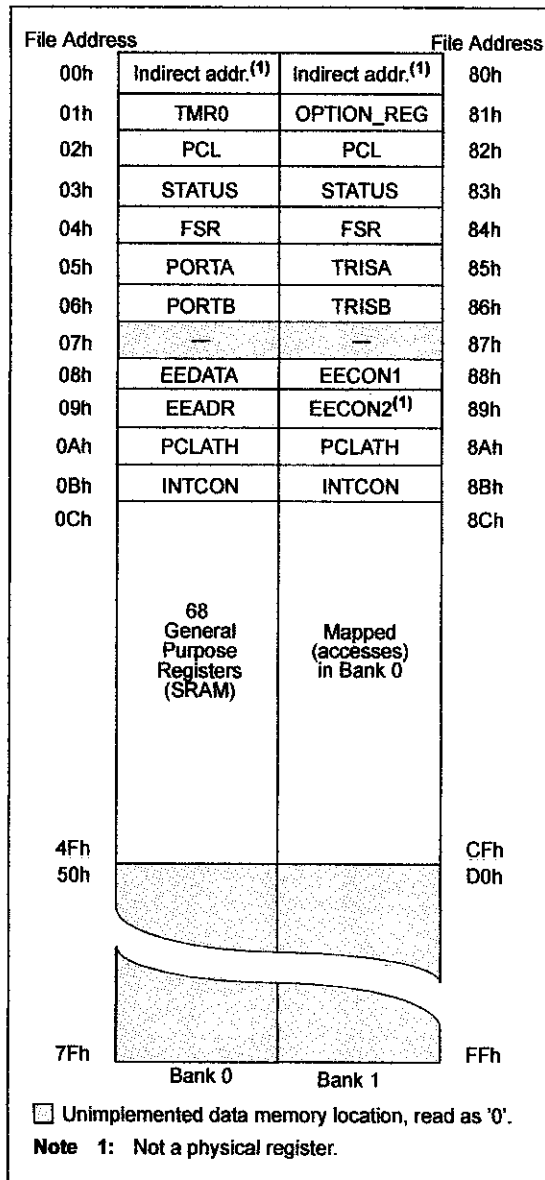 File Address File Address
00h Indirect addr.(1) Indirect addr.(1) 80h
01h TMR0 OPTION_REG 81h
02h PCL PCL 82h
03h STATUS STATUS 83h
04h FSR FSR 84h
05h PORTA TRISA 85h
06h PORTB TRISB 86h
07h — — 87h
08h EEDATA EECON1 88h
09h EEADR EECON2(1) 89h
0Ah PCLATH PCLATH 8Ah
0Bh INTCON INTCON 8Bh
0Ch 8Ch
68
General
Purpose
Registers
(SRAM)
Mapped
(accesses)
in Bank 0
4Fh CFh
50h D0h
7Fh FFh
Bank 0 Bank 1
Unimplemented data memory location, read as '0'.
Note 1: Not a physical register.